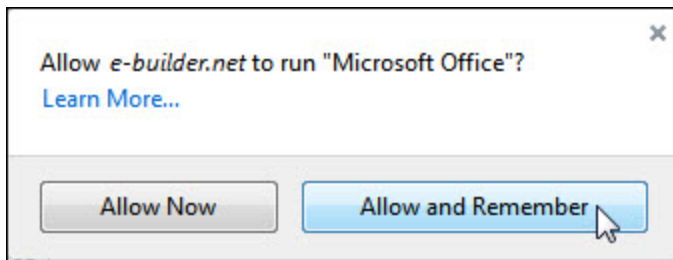 Allow e-builder.net to run "Microsoft Office"?
Learn More...
Allow Now
Allow and Remember